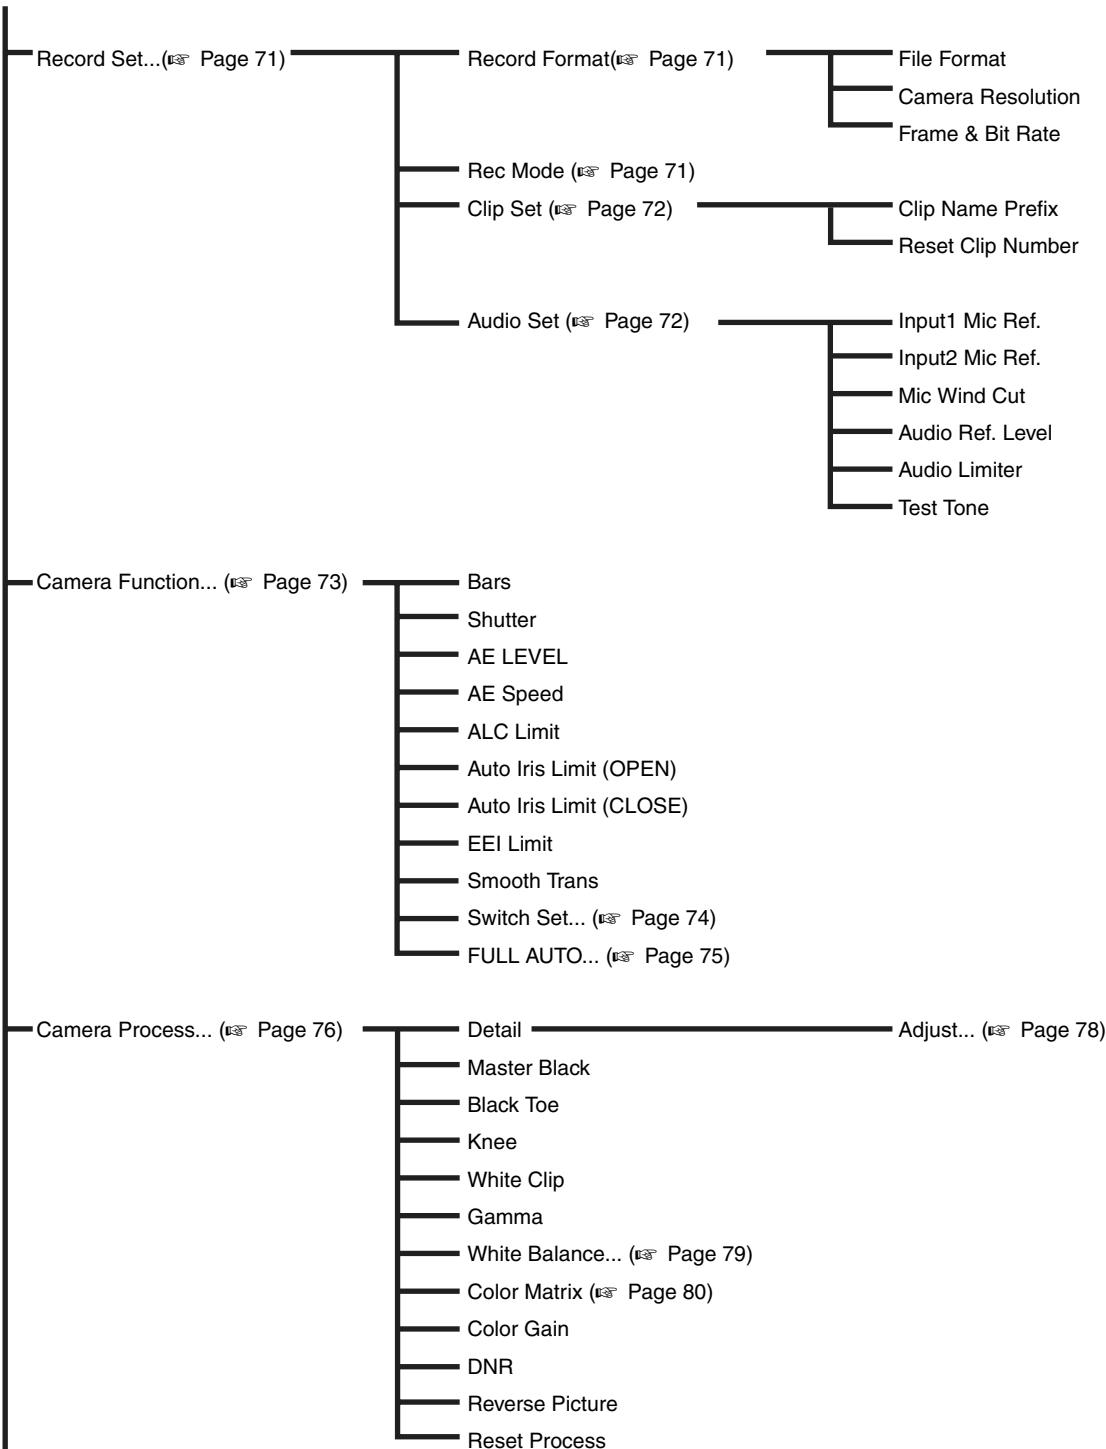 Record Set...(☞ Page 71) Record Format(☞ Page 71) File Format
Camera Resolution
Frame & Bit Rate
Rec Mode (☞ Page 71)
Clip Set (☞ Page 72) Clip Name Prefix
Reset Clip Number
Audio Set (☞ Page 72) Input1 Mic Ref.
Input2 Mic Ref.
Mic Wind Cut
Audio Ref. Level
Audio Limiter
Test Tone
Camera Function... (☞ Page 73) Bars
Shutter
AE LEVEL
AE Speed
ALC Limit
Auto Iris Limit (OPEN)
Auto Iris Limit (CLOSE)
EEI Limit
Smooth Trans
Switch Set... (☞ Page 74)
FULL AUTO... (☞ Page 75)
Camera Process... (☞ Page 76) Detail Adjust... (☞ Page 78)
Master Black
Black Toe
Knee
White Clip
Gamma
White Balance... (☞ Page 79)
Color Matrix (☞ Page 80)
Color Gain
DNR
Reverse Picture
Reset Process